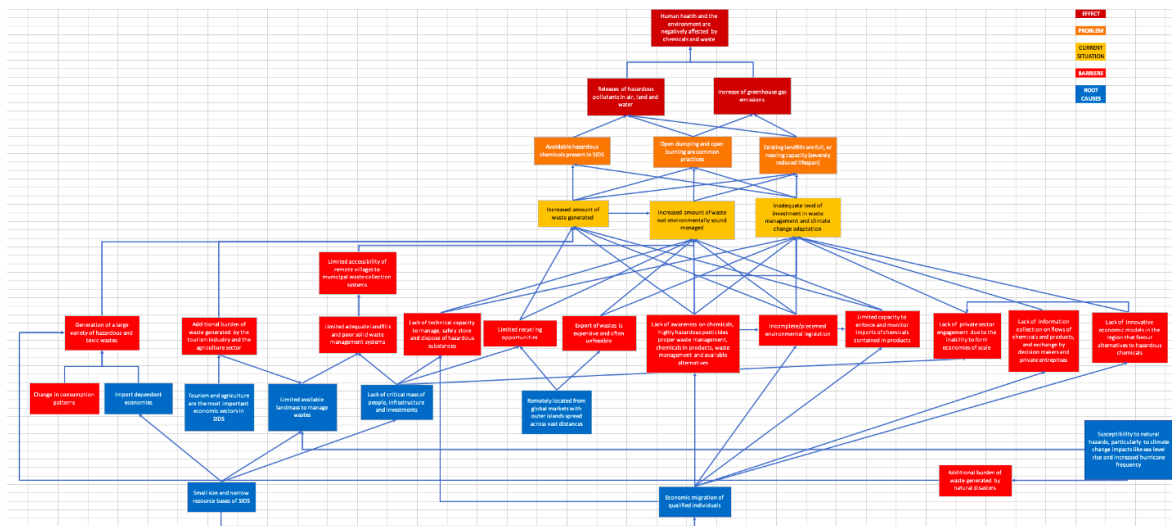 Human health and the
environment are
negatively affected by
chemicals and waste
EFFECT
PROBLEM
CURRENT
SITUATION
BARRIERS
ROOT
CAUSES
Releases of hazardous
pollutants in air, land and
water
Increase of greenhouse gas
emissions
Avoidable hazardous
chemicals present in SIDS
Open dumping and open
burning are common
practices
Existing landfills are full, or
nearing capacity (severely
reduced lifespan)
Increased amount of
waste generated
Increased amount of waste
not environmentally sound
managed
Inadequate level of
investment in waste
management and climate
change adaptation
Limited accessibility of
remote villages to
municipal waste collection
systems
Generation of a large
variety of hazardous and
toxic wastes
Additional burden of
waste generated by the
tourism industry and the
agriculture sector
Limited adequate landfills
and poor solid waste
management systems
Lack of technical capacity
to manage, safely store
and dispose of hazardous
substances
Limited recycling
opportunities
Export of wastes is
expensive and often
unfeasible
Lack of awareness on chemicals,
highly hazardous pesticides
proper waste management,
chemicals in products, waste
management and available
alternatives
Incomplete/piecemeal
environmental legislation
Limited capacity to
enforce and monitor
imports of chemicals
contained in products
Lack of private sector
engagement due to the
inability to form
economies of scale
Lack of information
collection on flows of
chemicals and products,
and exchange by
decision makers and
private entreprises
Lack of innovative
economic models in the
region that favour
alternatives to hazardous
chemicals
Change in consumption
patterns
Import dependent
economies
Tourism and agriculture
are the most important
economic sectors in
SIDS
Limited available
landmass to manage
wastes
Lack of critical mass of
people, infrastructure
and investments
Remotely located from
global markets with
outer islands spread
across vast distances
Susceptibility to natural
hazards, particularly to climate
change impacts like sea level
rise and increased hurricane
frequency
Additional burden of
waste generated by
natural disasters
Small size and narrow
resource bases of SIDS
Economic migration of
qualified individuals